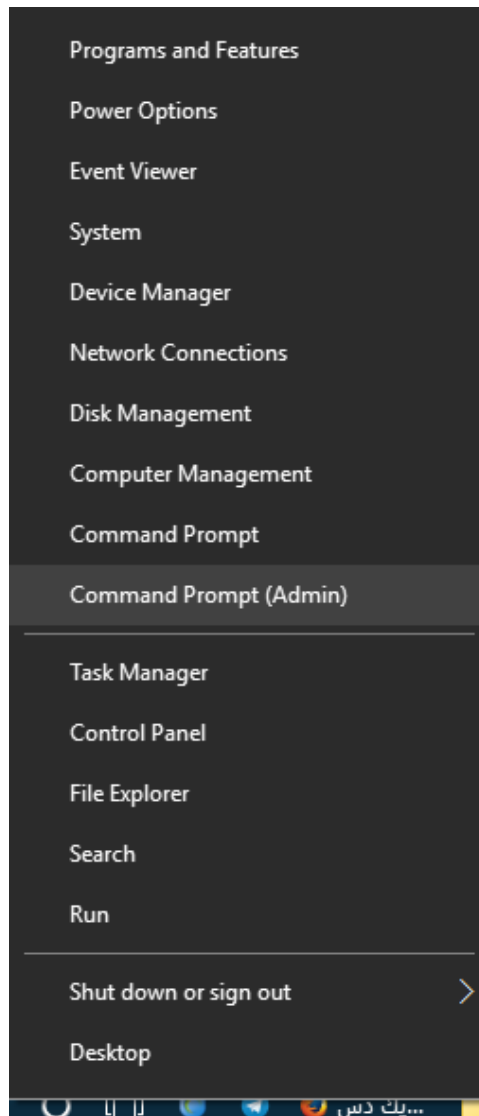 Programs and Features
Power Options
Event Viewer
System
Device Manager
Network Connections
Disk Management
Computer Management
Command Prompt
Command Prompt (Admin)
Task Manager
Control Panel
File Explorer
Search
Run
Shut down or sign out
Desktop